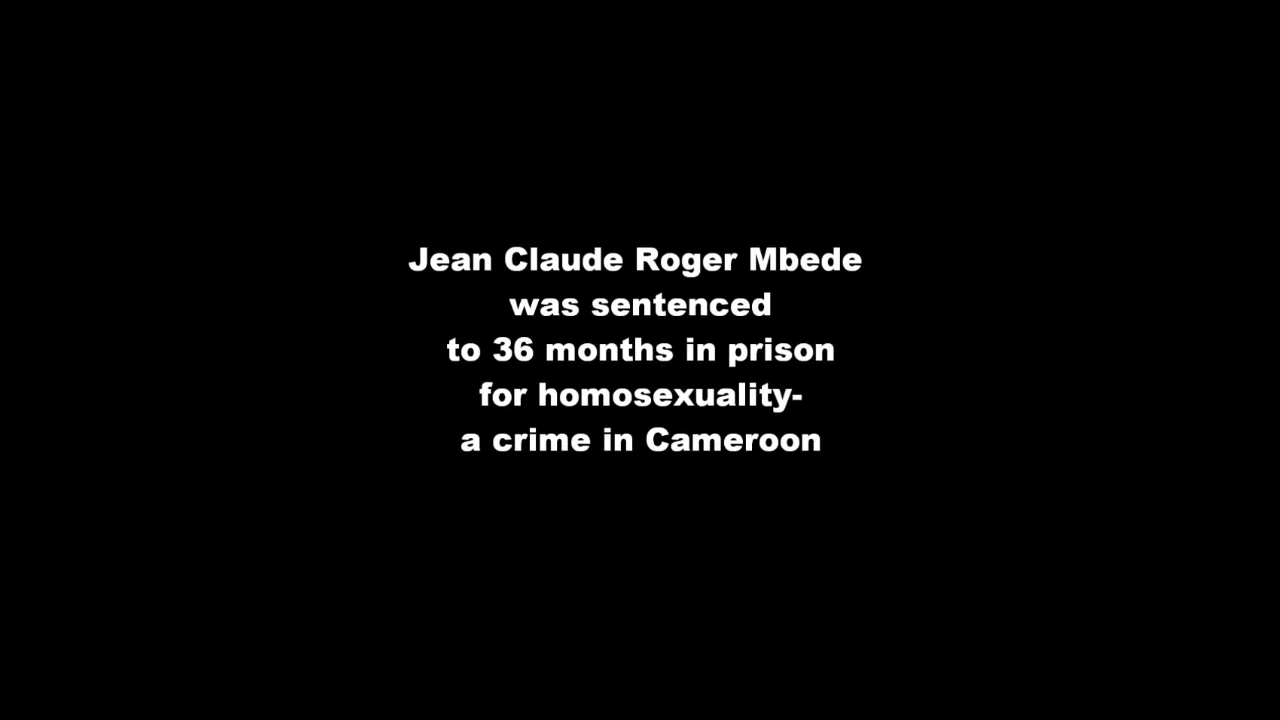 Jean Claude Roger Mbede
was sentenced
to 36 months in prison
for homosexuality-
a crime in Cameroon